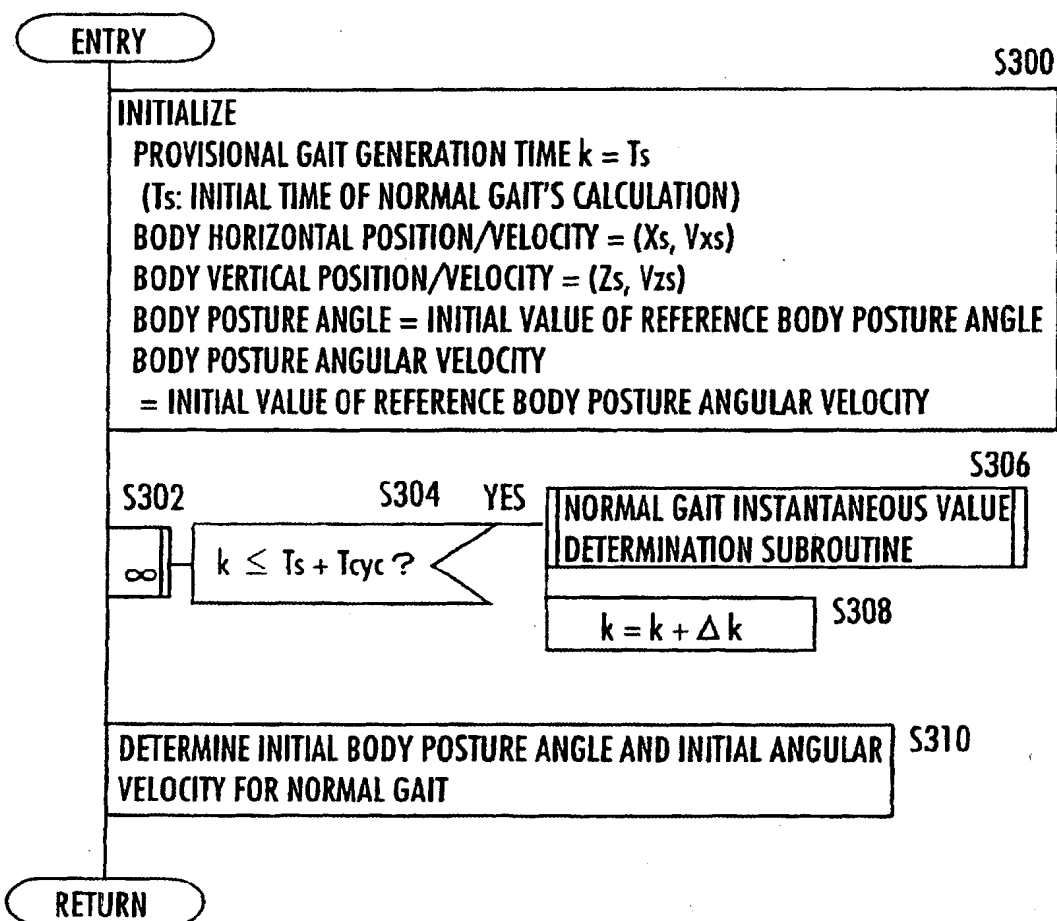 ENTRY
S300
INITIALIZE
PROVISIONAL GAIT GENERATION TIME k = Ts
(Ts: INITIAL TIME OF NORMAL GAIT'S CALCULATION)
BODY HORIZONTAL POSITION/VELOCITY = (Xs, Vxs)
BODY VERTICAL POSITION/VELOCITY = (Zs, Vzs)
BODY POSTURE ANGLE = INITIAL VALUE OF REFERENCE BODY POSTURE ANGLE
BODY POSTURE ANGULAR VELOCITY
= INITIAL VALUE OF REFERENCE BODY POSTURE ANGULAR VELOCITY
S302
∞
S304
k ≤ Ts + Tcyc ?
YES
S306
NORMAL GAIT INSTANTANEOUS VALUE
DETERMINATION SUBROUTINE
S308
k = k + Δk
S310
DETERMINE INITIAL BODY POSTURE ANGLE AND INITIAL ANGULAR
VELOCITY FOR NORMAL GAIT
RETURN